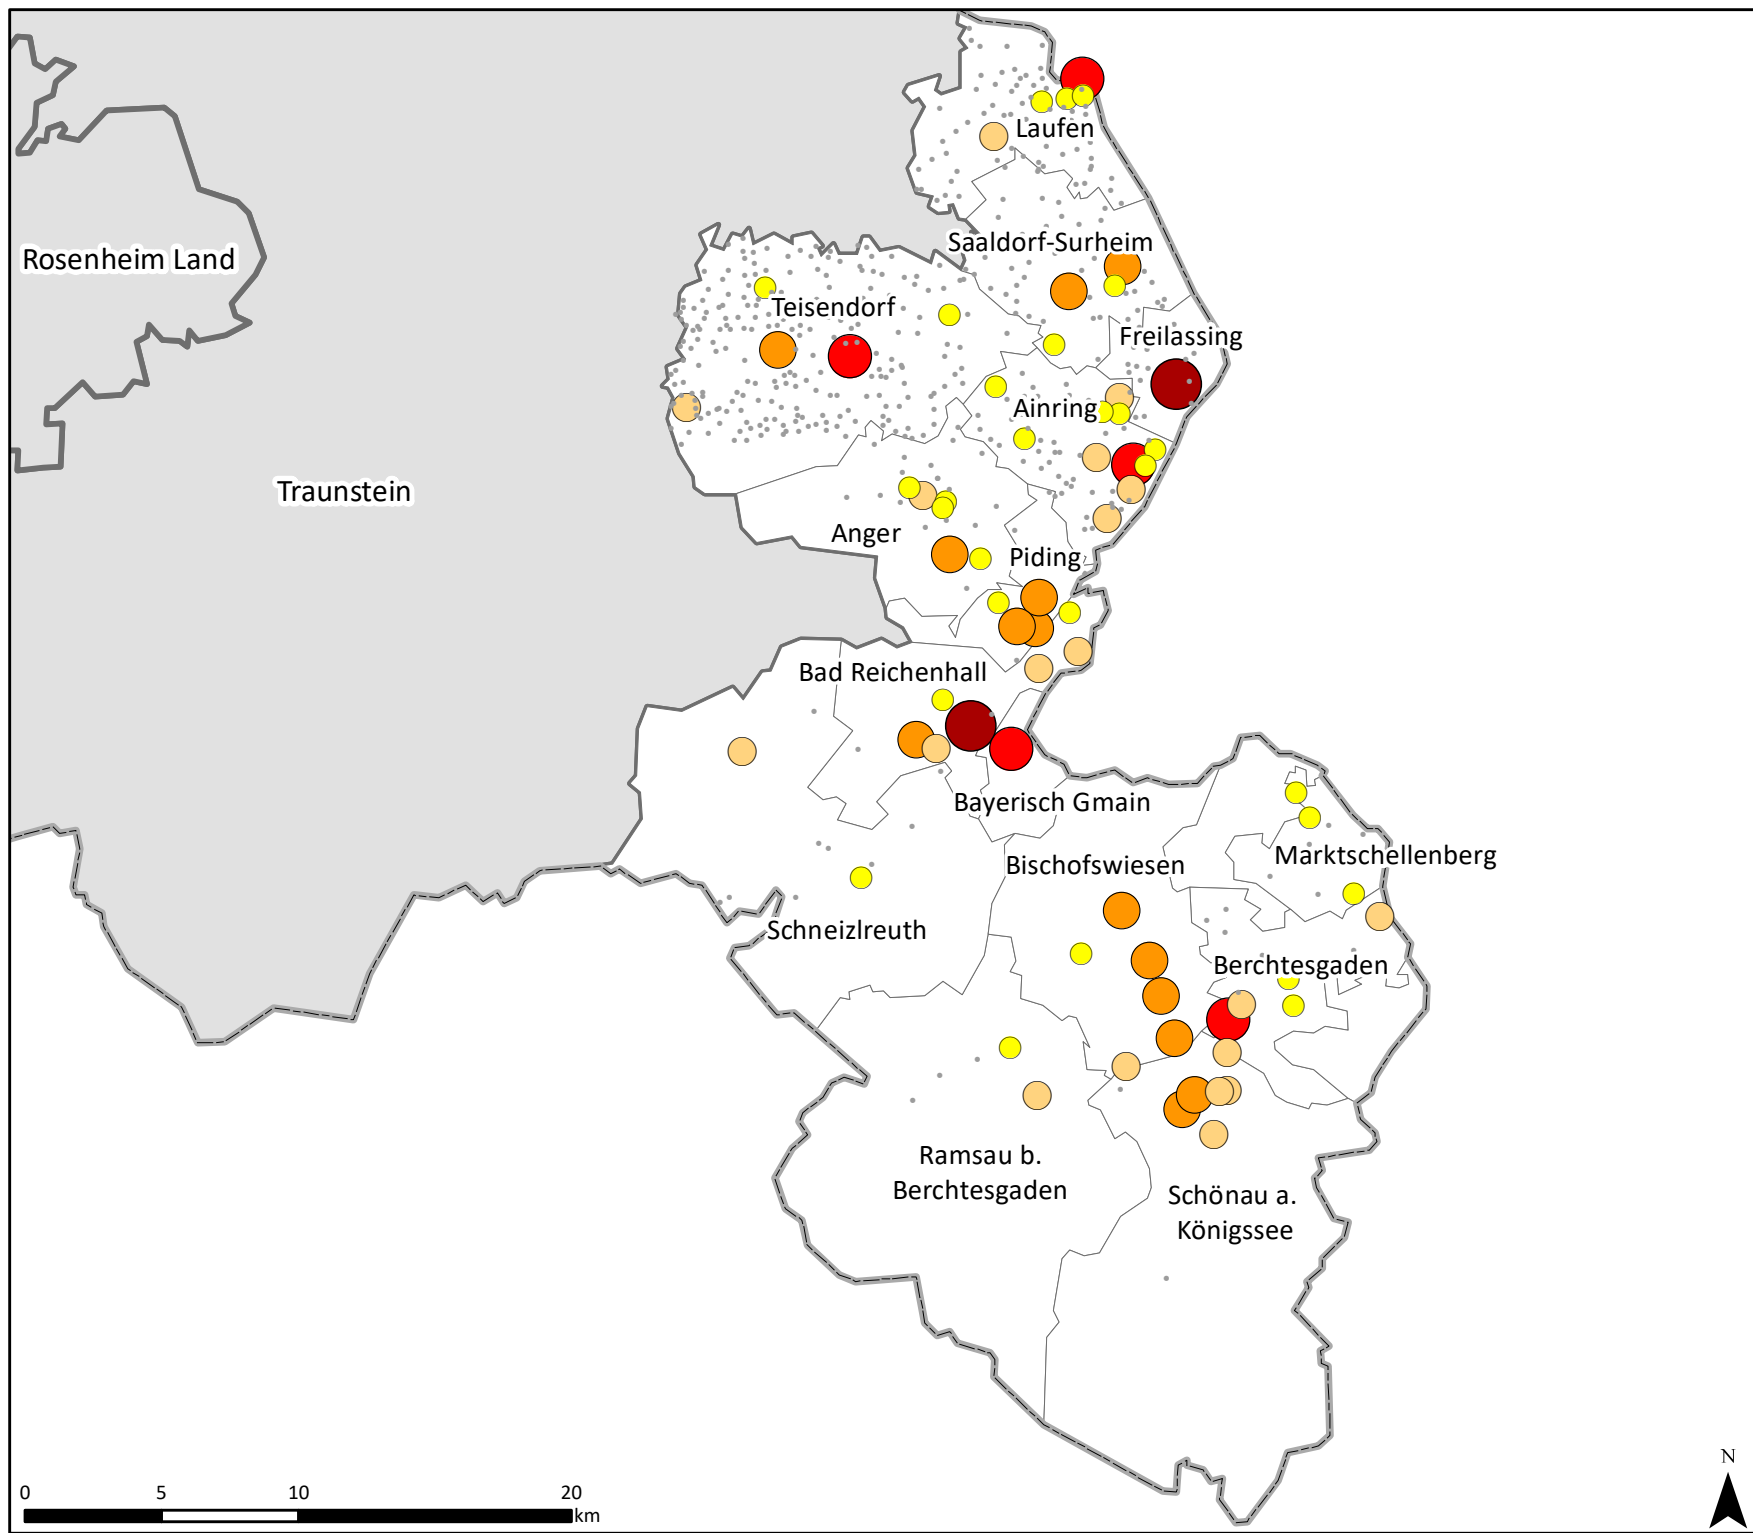 Laufen
Saaldorf-Surheim
Rosenheim Land
Teisendorf
Freilassing
Ainring
Traunstein
Anger
Piding
Bad Reichenhall
Bayerisch Gmain
Marktschellenberg
Bischofswiesen
Schneizlreuth
Berchtesgaden
Ramsau b.
Berchtesgaden
Schönau a.
Königssee
N
0 5 10 20
km